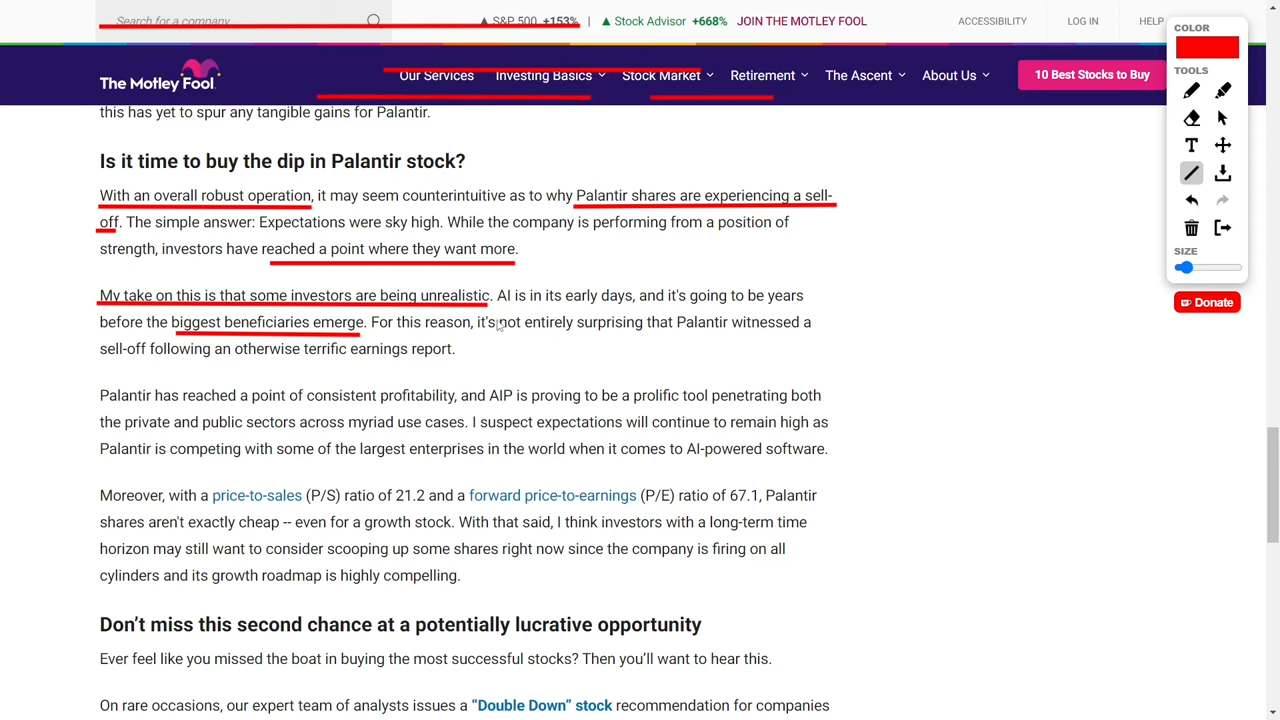 Search for a company
▲ S&P 500 +153% | ▲ Stock Advisor +668% JOIN THE MOTLEY FOOL
ACCESSIBILITY LOG IN HELP
The Motley Fool
Our Services Investing Basics Stock Market Retirement The Ascent About Us 10 Best Stocks to Buy
this has yet to spur any tangible gains for Palantir.
Is it time to buy the dip in Palantir stock?
With an overall robust operation, it may seem counterintuitive as to why Palantir shares are experiencing a sell-
off. The simple answer: Expectations were sky high. While the company is performing from a position of
strength, investors have reached a point where they want more.
My take on this is that some investors are being unrealistic. AI is in its early days, and it's going to be years
before the biggest beneficiaries emerge. For this reason, it's not entirely surprising that Palantir witnessed a
sell-off following an otherwise terrific earnings report.
Palantir has reached a point of consistent profitability, and AIP is proving to be a prolific tool penetrating both
the private and public sectors across myriad use cases. I suspect expectations will continue to remain high as
Palantir is competing with some of the largest enterprises in the world when it comes to AI-powered software.
Moreover, with a price-to-sales (P/S) ratio of 21.2 and a forward price-to-earnings (P/E) ratio of 67.1, Palantir
shares aren't exactly cheap -- even for a growth stock. With that said, I think investors with a long-term time
horizon may still want to consider scooping up some shares right now since the company is firing on all
cylinders and its growth roadmap is highly compelling.
Don’t miss this second chance at a potentially lucrative opportunity
Ever feel like you missed the boat in buying the most successful stocks? Then you’ll want to hear this.
On rare occasions, our expert team of analysts issues a “Double Down” stock recommendation for companies
COLOR
TOOLS
T
SIZE
Donate